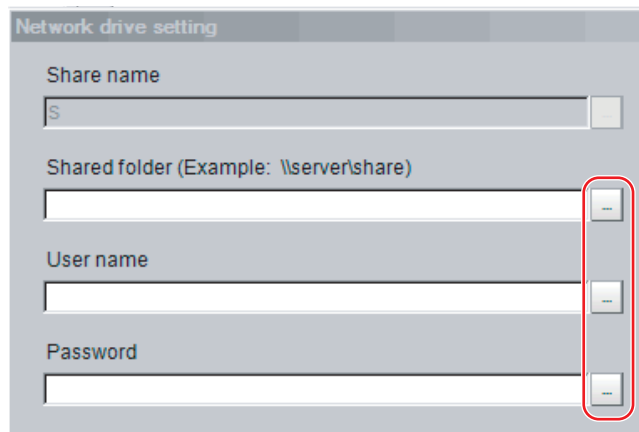 Network drive setting
Share name
S
...
Shared folder (Example: \\server\share)
...
User name
...
Password
...